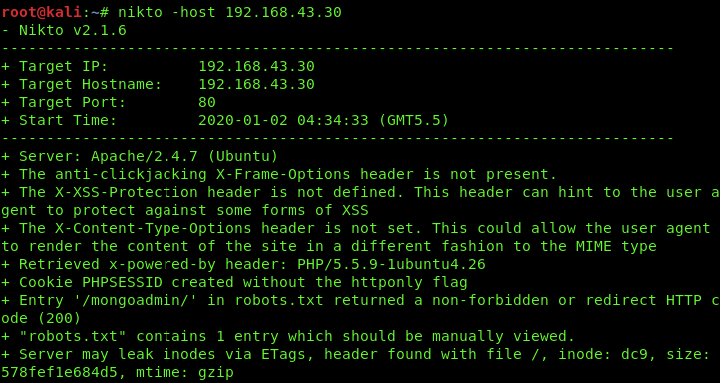 root@kali:~# nikto -host 192.168.43.30
- Nikto v2.1.6
---------------------------------------------------------------------------
+ Target IP:          192.168.43.30
+ Target Hostname:    192.168.43.30
+ Target Port:        80
+ Start Time:         2020-01-02 04:34:33 (GMT5.5)
---------------------------------------------------------------------------
+ Server: Apache/2.4.7 (Ubuntu)
+ The anti-clickjacking X-Frame-Options header is not present.
+ The X-XSS-Protection header is not defined. This header can hint to the user a
gent to protect against some forms of XSS
+ The X-Content-Type-Options header is not set. This could allow the user agent
to render the content of the site in a different fashion to the MIME type
+ Retrieved x-powered-by header: PHP/5.5.9-1ubuntu4.26
+ Cookie PHPSESSID created without the httponly flag
+ Entry '/mongoadmin/' in robots.txt returned a non-forbidden or redirect HTTP c
ode (200)
+ "robots.txt" contains 1 entry which should be manually viewed.
+ Server may leak inodes via ETags, header found with file /, inode: dc9, size:
578fef1e684d5, mtime: gzip